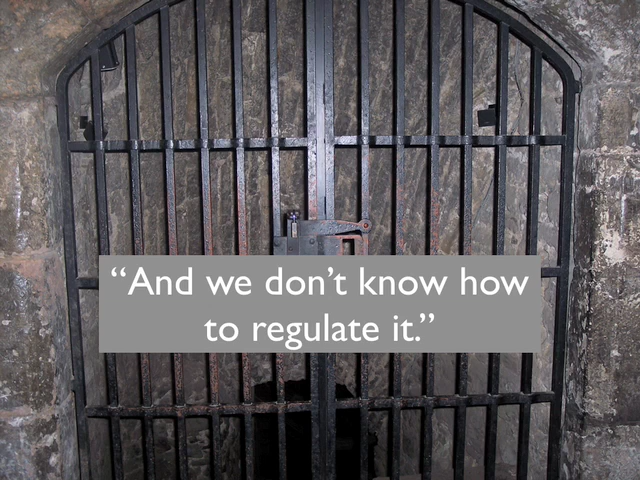 “And we don’t know how
to regulate it.”